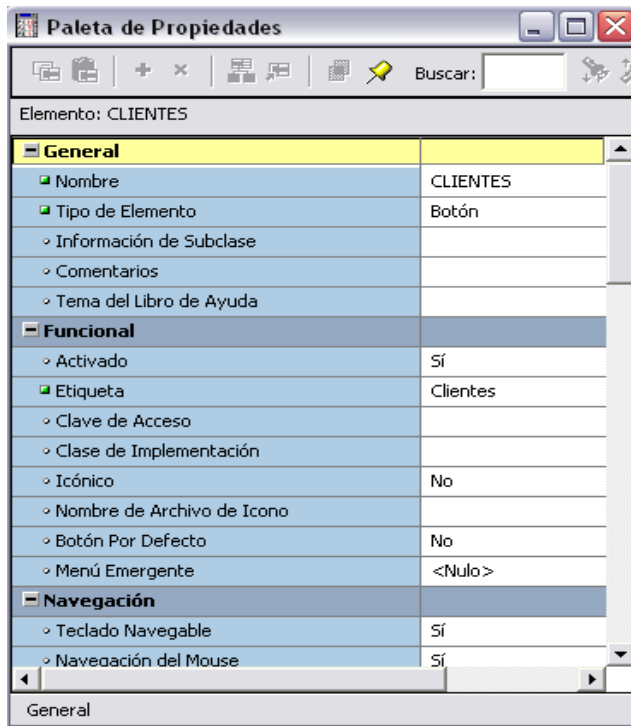 Paleta de Propiedades
Buscar:
Elemento: CLIENTES
General
Nombre CLIENTES
Tipo de Elemento Botón
Información de Subclase
Comentarios
Tema del Libro de Ayuda
Funcional
Activado Sí
Etiqueta Clientes
Clave de Acceso
Clase de Implementación
Icónico No
Nombre de Archivo de Icono
Botón Por Defecto No
Menú Emergente <Nulo>
Navegación
Teclado Navegable Sí
Navegación del Mouse Sí
General